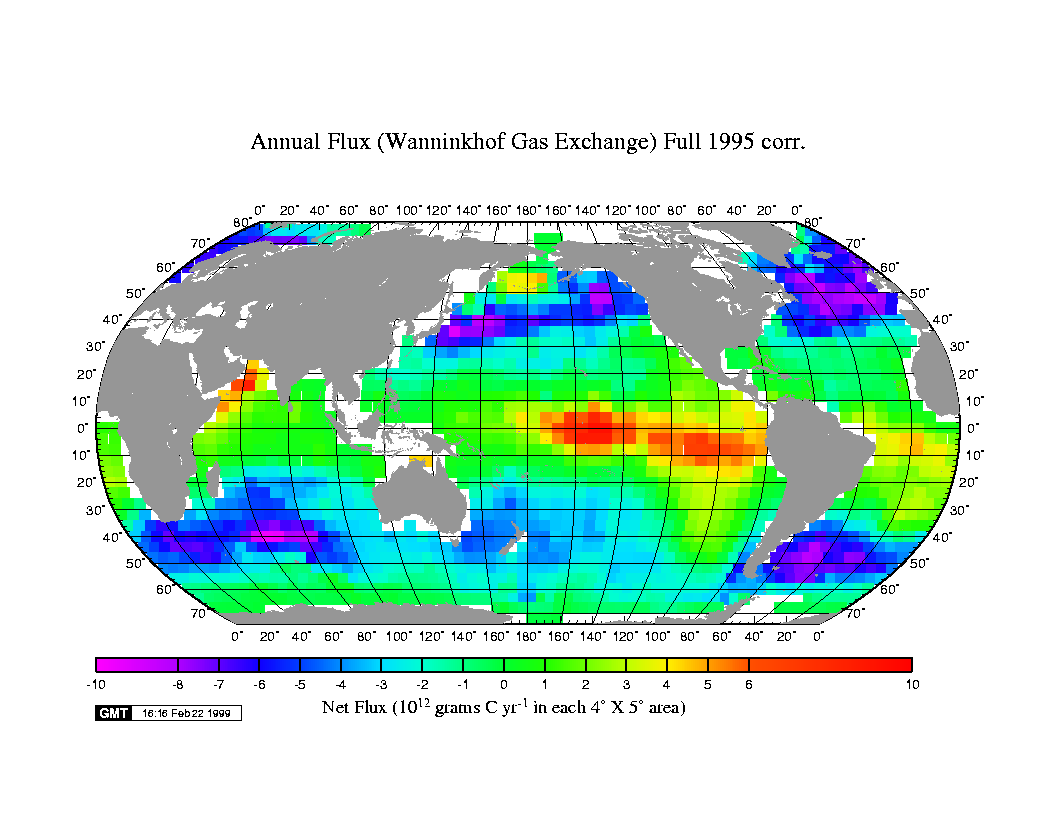 Annual Flux (Wanninkhof Gas Exchange) Full 1995 corr.
0° 20° 40° 60° 80° 100° 120° 140° 160° 180° 160° 140° 120° 100° 80° 60° 40° 20° 0°
80° 80°
70° 70°
60° 60°
50° 50°
40° 40°
30° 30°
20° 20°
10° 10°
0° 0°
10° 10°
20° 20°
30° 30°
40° 40°
50° 50°
60° 60°
70° 70°
0° 20° 40° 60° 80° 100° 120° 140° 160° 180° 160° 140° 120° 100° 80° 60° 40° 20° 0°
-10 -8 -7 -6 -5 -4 -3 -2 -1 0 1 2 3 4 5 6 10
Net Flux (10¹² grams C yr⁻¹ in each 4° X 5° area)
GMT 16:16 Feb 22 1999